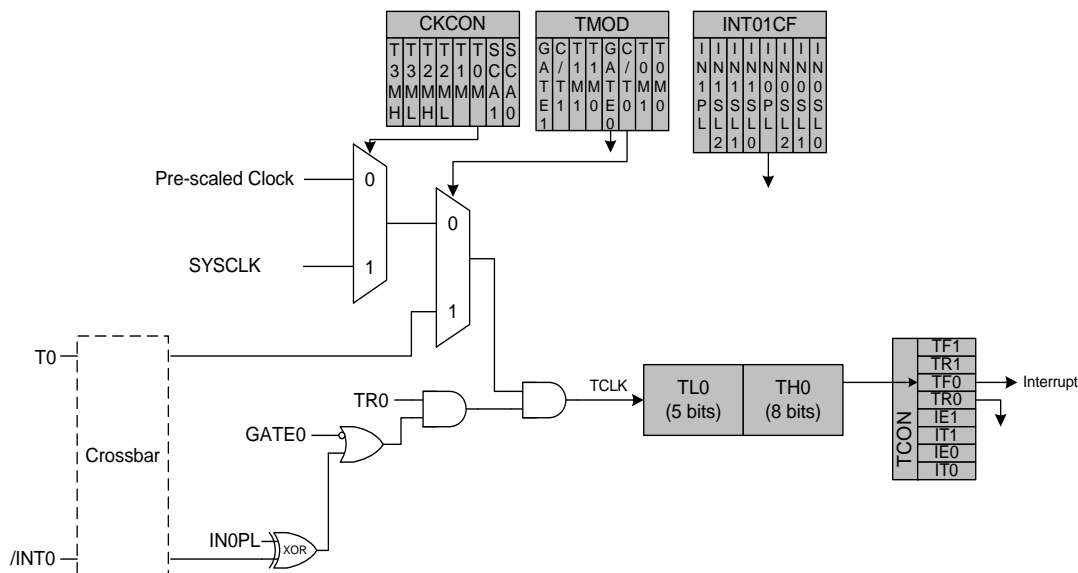 CKCON
T3MH
T3ML
T2MH
T2ML
T1M
T0M
SCA1
SCA0
TMOD
GATE1
C/T1
T1M1
T1M0
GATE0
C/T0
T0M1
T0M0
INT01CF
IN1PL
IN1SL2
IN1SL1
IN1SL0
IN0PL
IN0SL2
IN0SL1
IN0SL0
Pre-scaled Clock
0
SYSCLK
1
0
1
T0
Crossbar
/INT0
TR0
GATE0
IN0PL
XOR
TCLK
TL0
(5 bits)
TH0
(8 bits)
TCON
TF1
TR1
TF0
TR0
IE1
IT1
IE0
IT0
Interrupt